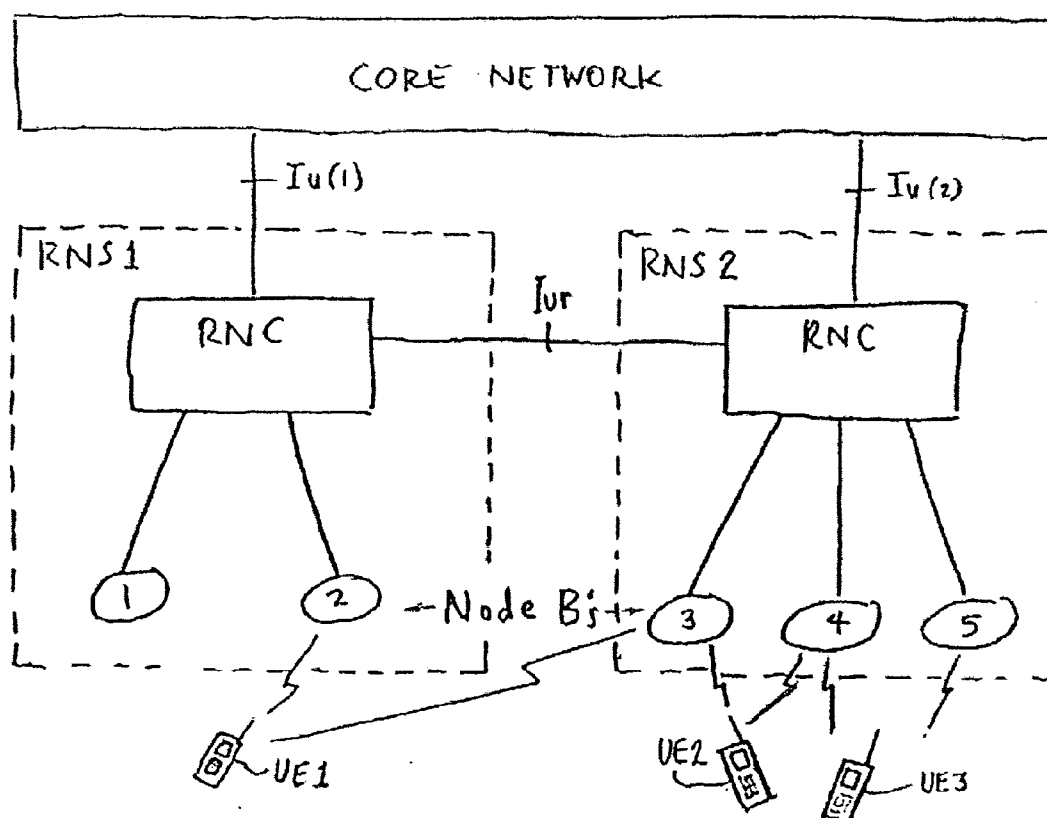 CORE NETWORK
Iu(1)
Iu(2)
RNS1
RNS2
Iur
RNC
RNC
1
2
Node B's
3
4
5
UE1
UE2
UE3